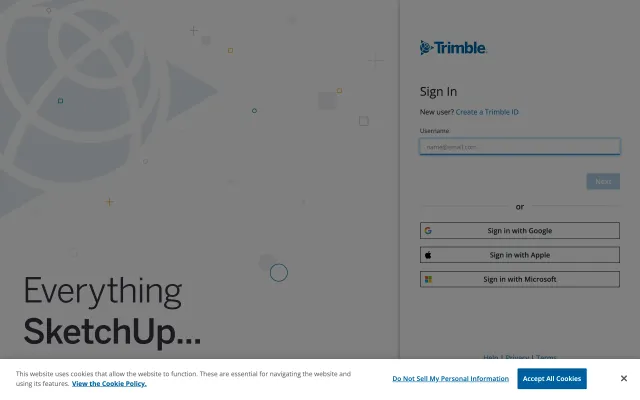 Trimble
Sign In
New user? Create a Trimble ID
Username
name@email.com
Next
or
Sign in with Google
Sign in with Apple
Sign in with Microsoft
Everything
SketchUp...
Help | Privacy | Terms
This website uses cookies that allow the website to function. These are essential for navigating the website and
using its features. View the Cookie Policy.
Do Not Sell My Personal Information
Accept All Cookies